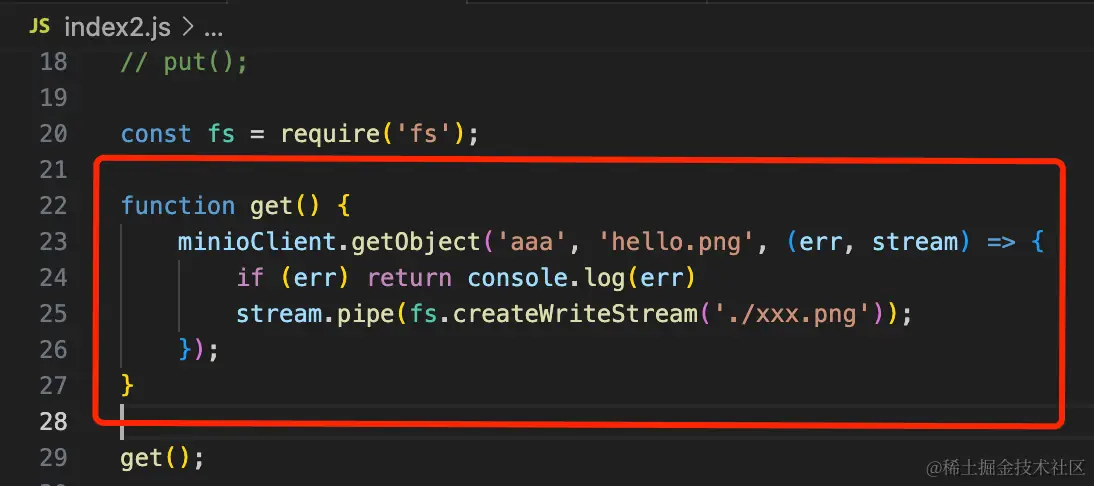 JS index2.js > ...
18 // put();
19
20 const fs = require('fs');
21
22 function get() {
23     minioClient.getObject('aaa', 'hello.png', (err, stream) => {
24         if (err) return console.log(err)
25         stream.pipe(fs.createWriteStream('./xxx.png'));
26     });
27 }
28
29 get();
@稀土掘金技术社区